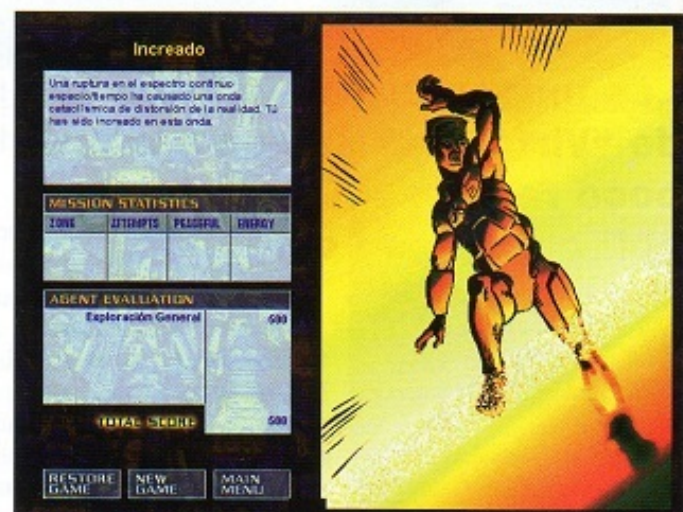 Increado
Una ruptura en el espectro continuo
espacio/tiempo ha causado una onda
cataclísmica de distorsión de la realidad. Tú
has sido increado en esta onda.
MISSION STATISTICS
ZONE ATTEMPTS PEACEFUL ENERGY
AGENT EVALUATION
Exploración General 500
TOTAL SCORE 500
RESTORE GAME
NEW GAME
MAIN MENU